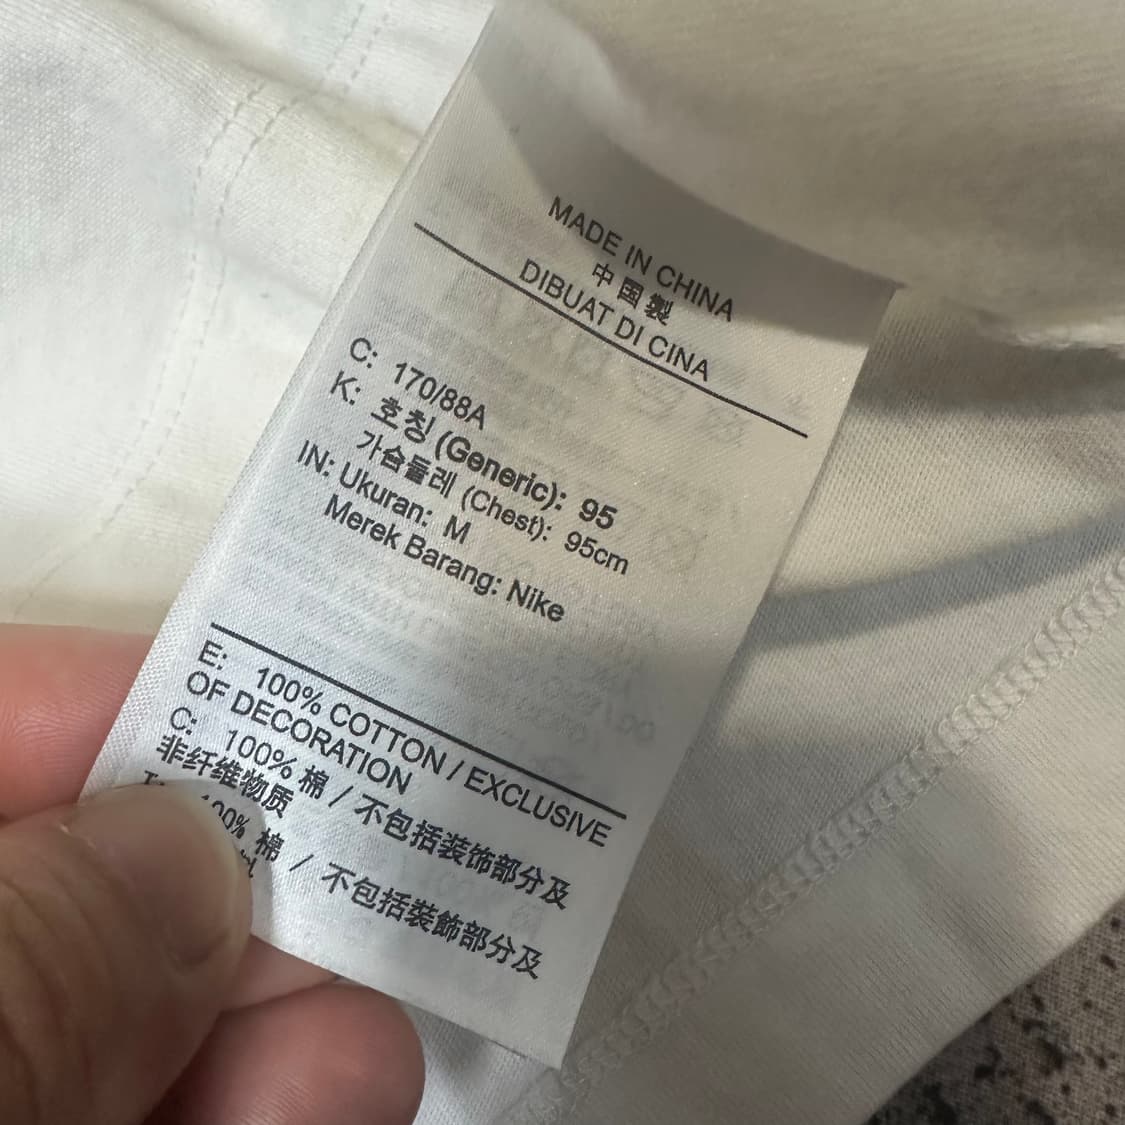 MADE IN CHINA
中国製
DIBUAT DI CINA
C: 170/88A
K: 호칭 (Generic): 95
가슴둘레 (Chest): 95cm
IN: Ukuran: M
Merek Barang: Nike
E: 100% COTTON / EXCLUSIVE
OF DECORATION
C: 100% 棉 / 不包括装饰部分及
非纤维物质
100% 棉 / 不包括裝飾部分及